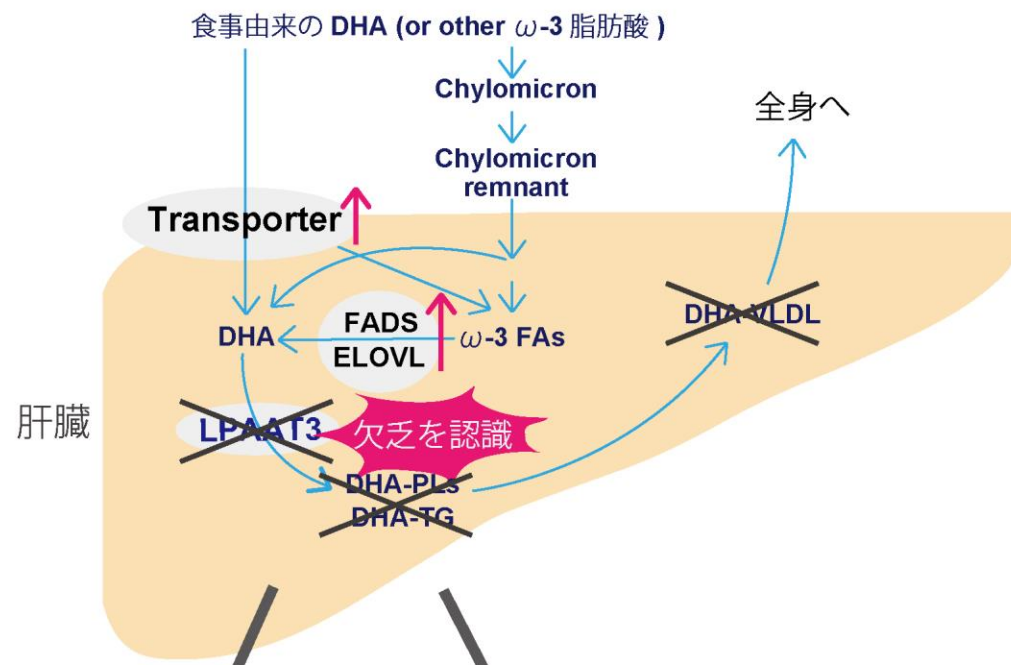 食事由来の DHA (or other ω-3 脂肪酸 )
Chylomicron
全身へ
Chylomicron
remnant
Transporter
DHA-VLDL
FADS
DHA
ω-3 FAs
ELOVL
肝臓
LPAAT3
欠乏を認識
DHA-PLs
DHA-TG